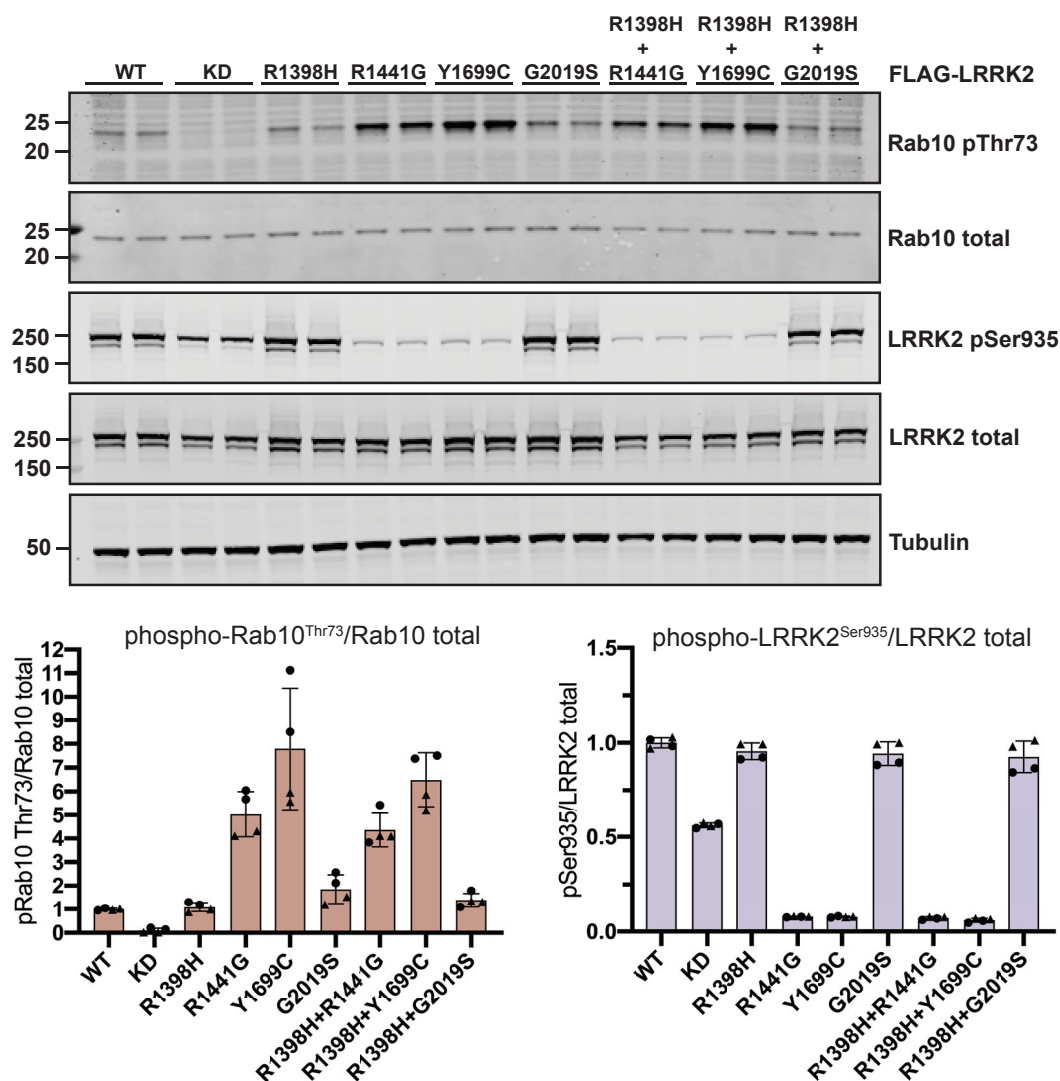 R1398H R1398H R1398H
+ + +
WT KD R1398H R1441G Y1699C G2019S R1441G Y1699C G2019S FLAG-LRRK2
25
20
Rab10 pThr73
25
20
Rab10 total
250
150
LRRK2 pSer935
250
150
LRRK2 total
50
Tubulin
phospho-Rab10Thr73/Rab10 total
pRab10 Thr73/Rab10 total
12
11
10
9
8
7
6
5
4
3
2
1
0
WT
KD
R1398H
R1441G
Y1699C
G2019S
R1398H+R1441G
R1398H+Y1699C
R1398H+G2019S
phospho-LRRK2Ser935/LRRK2 total
pSer935/LRRK2 total
1.5
1.0
0.5
0.0
WT
KD
R1398H
R1441G
Y1699C
G2019S
R1398H+R1441G
R1398H+Y1699C
R1398H+G2019S